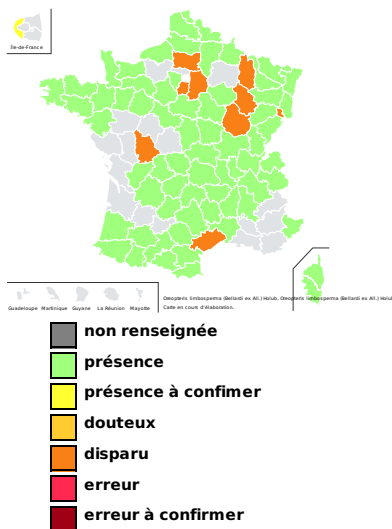 Île-de-France
Guadeloupe Martinique Guyane La Réunion Mayotte
Oreopteris limbosperma (Bellardi ex All.) Holub, Oreopteris limbosperma (Bellardi ex All.) Holub
Carte en cours d'élaboration.
non renseignée
présence
présence à confimer
douteux
disparu
erreur
erreur à confirmer